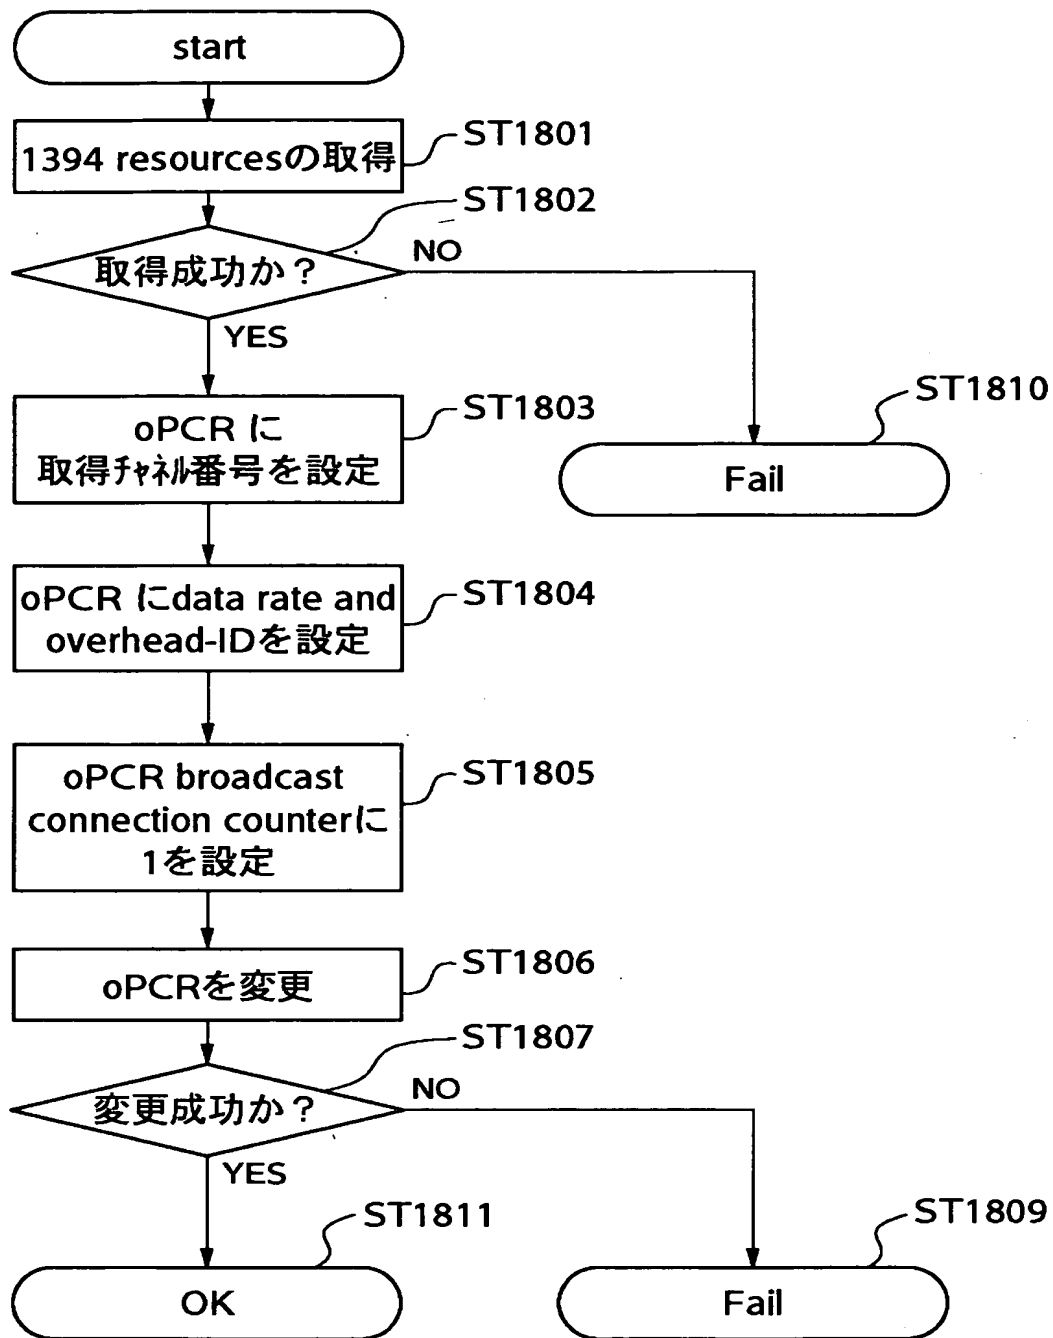 start
1394 resourcesの取得
ST1801
ST1802
取得成功か?
NO
YES
oPCR に
取得ﾁｬﾈﾙ番号を設定
ST1803
ST1810
Fail
oPCR にdata rate and
overhead-IDを設定
ST1804
oPCR broadcast
connection counterに
1を設定
ST1805
oPCRを変更
ST1806
ST1807
変更成功か?
NO
YES
ST1811
OK
ST1809
Fail